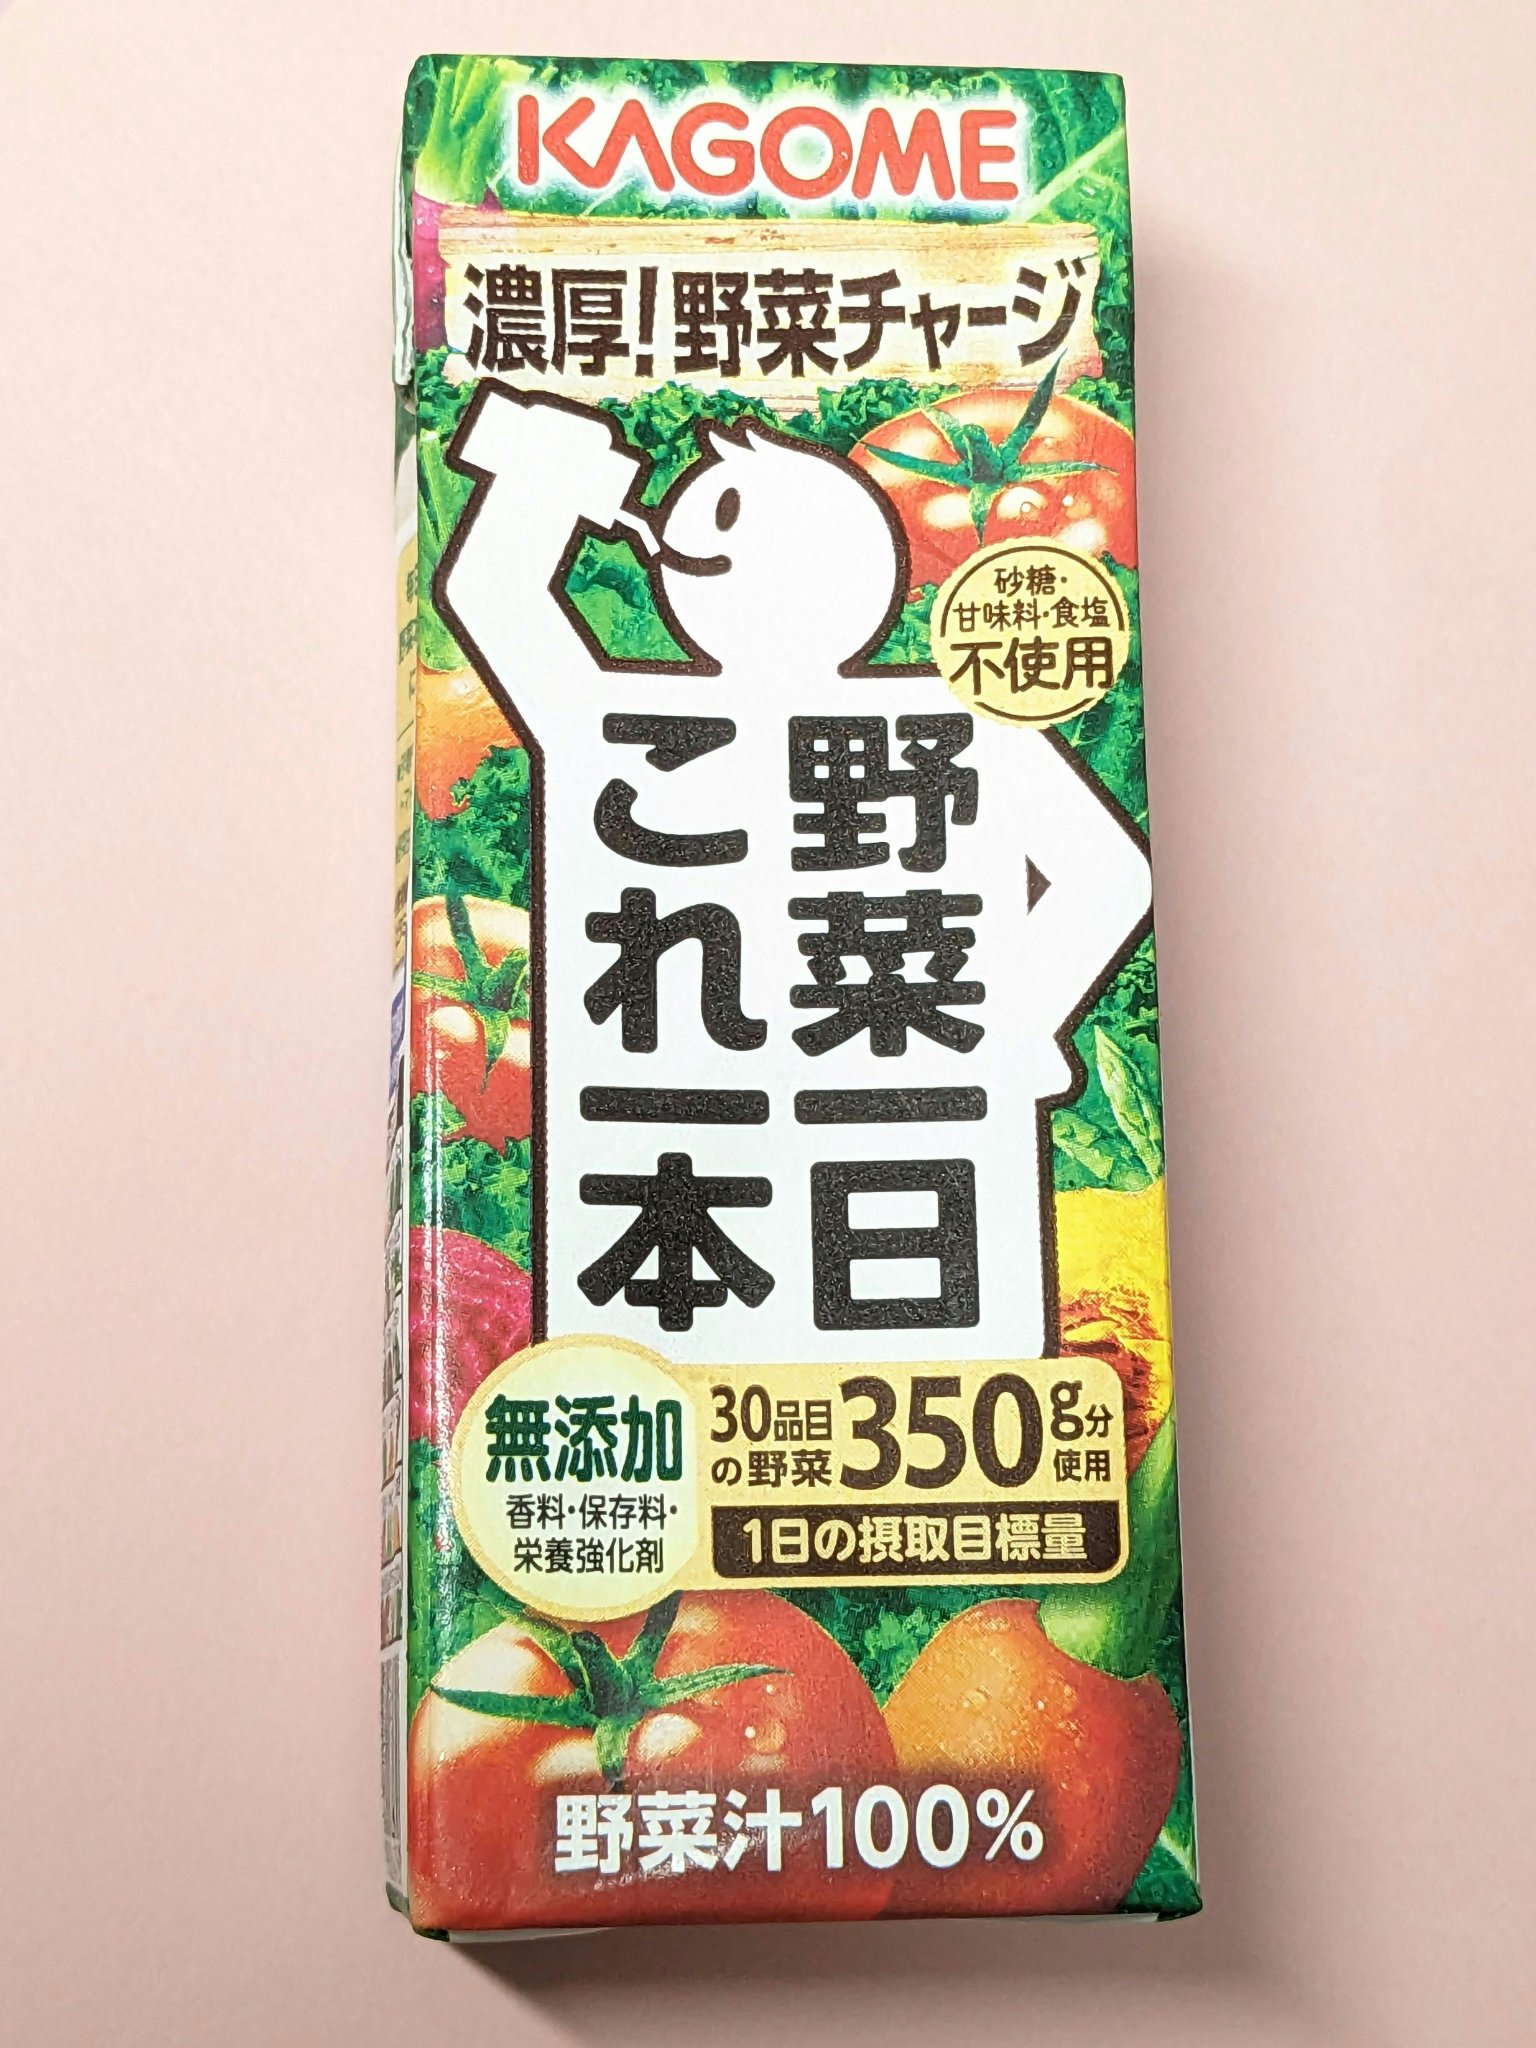 KAGOME
濃厚!野菜チャージ
砂糖・
甘味料・食塩
不使用
野菜一日
これ一本
無添加
香料・保存料・
栄養強化剤
30品目
の野菜
350g分
使用
1日の摂取目標量
野菜汁100%